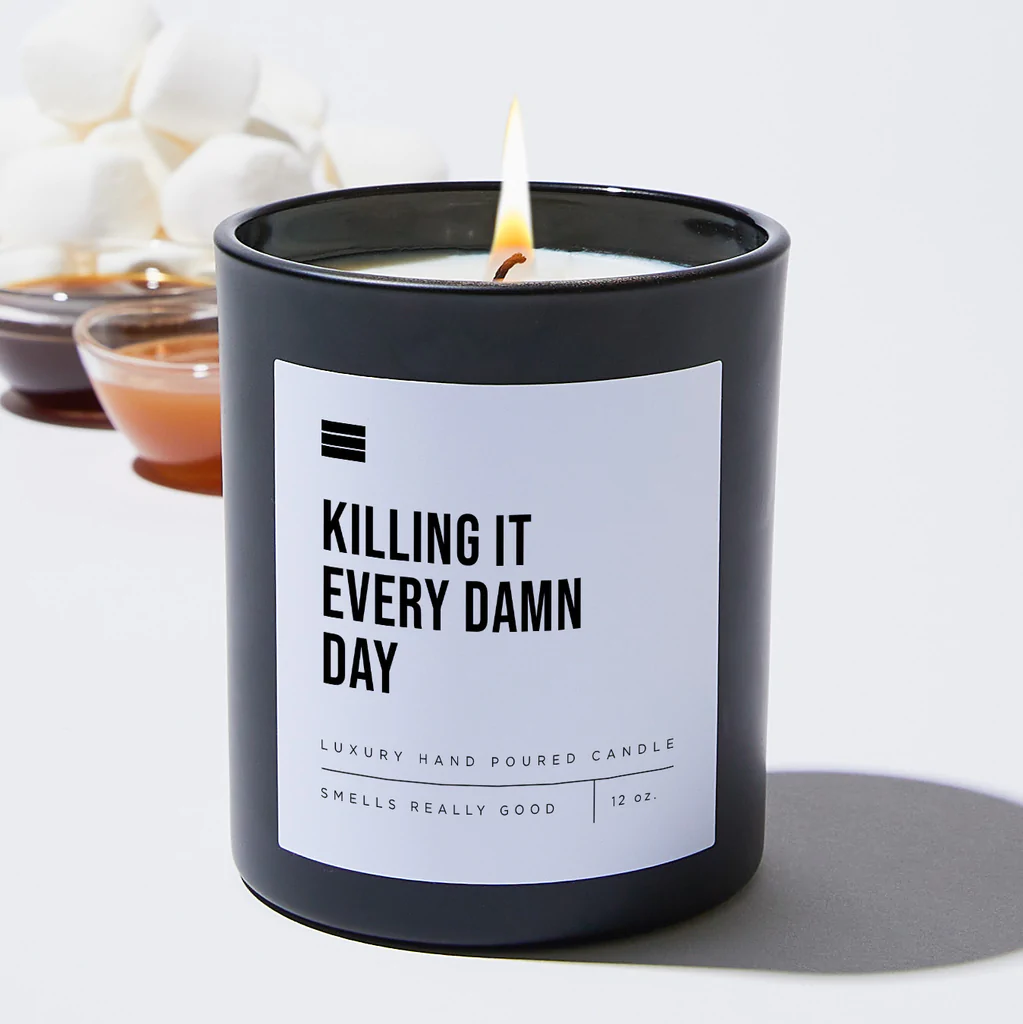 KILLING IT
EVERY DAMN
DAY
LUXURY HAND POURED CANDLE
SMELLS REALLY GOOD
12 oz.